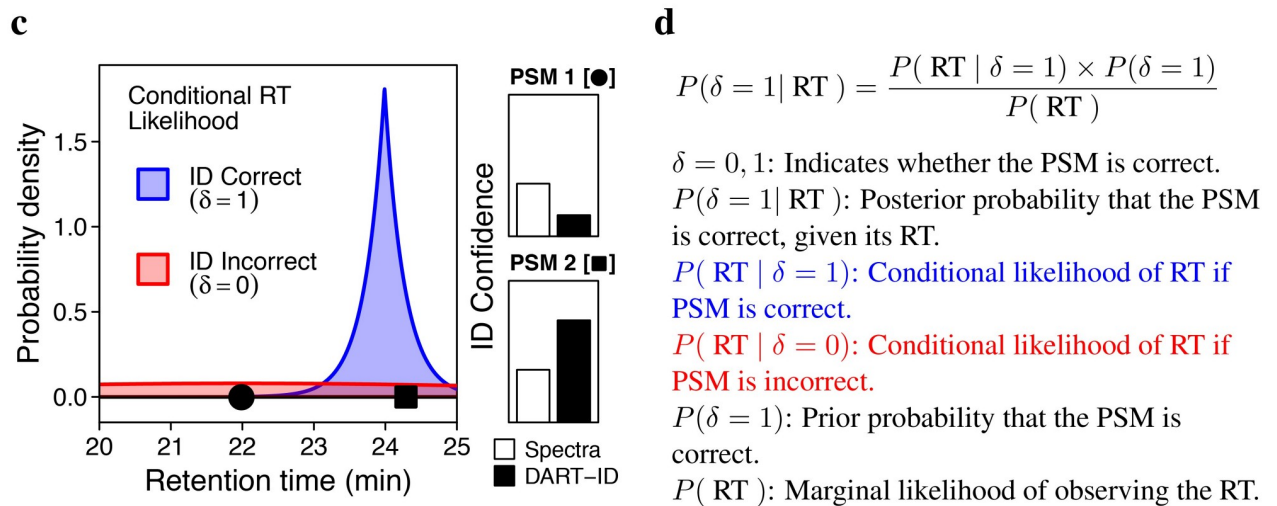 c
Conditional RT
Likelihood
ID Correct
(δ = 1)
ID Incorrect
(δ = 0)
Probability density
1.5
1.0
0.5
0.0
20 21 22 23 24 25
Retention time (min)
ID Confidence
PSM 1 [●]
PSM 2 [■]
Spectra
DART−ID
d
P(δ = 1| RT ) = P( RT | δ = 1) × P(δ = 1) / P( RT )
δ = 0, 1: Indicates whether the PSM is correct.
P(δ = 1| RT ): Posterior probability that the PSM
is correct, given its RT.
P( RT | δ = 1): Conditional likelihood of RT if
PSM is correct.
P( RT | δ = 0): Conditional likelihood of RT if
PSM is incorrect.
P(δ = 1): Prior probability that the PSM is
correct.
P( RT ): Marginal likelihood of observing the RT.